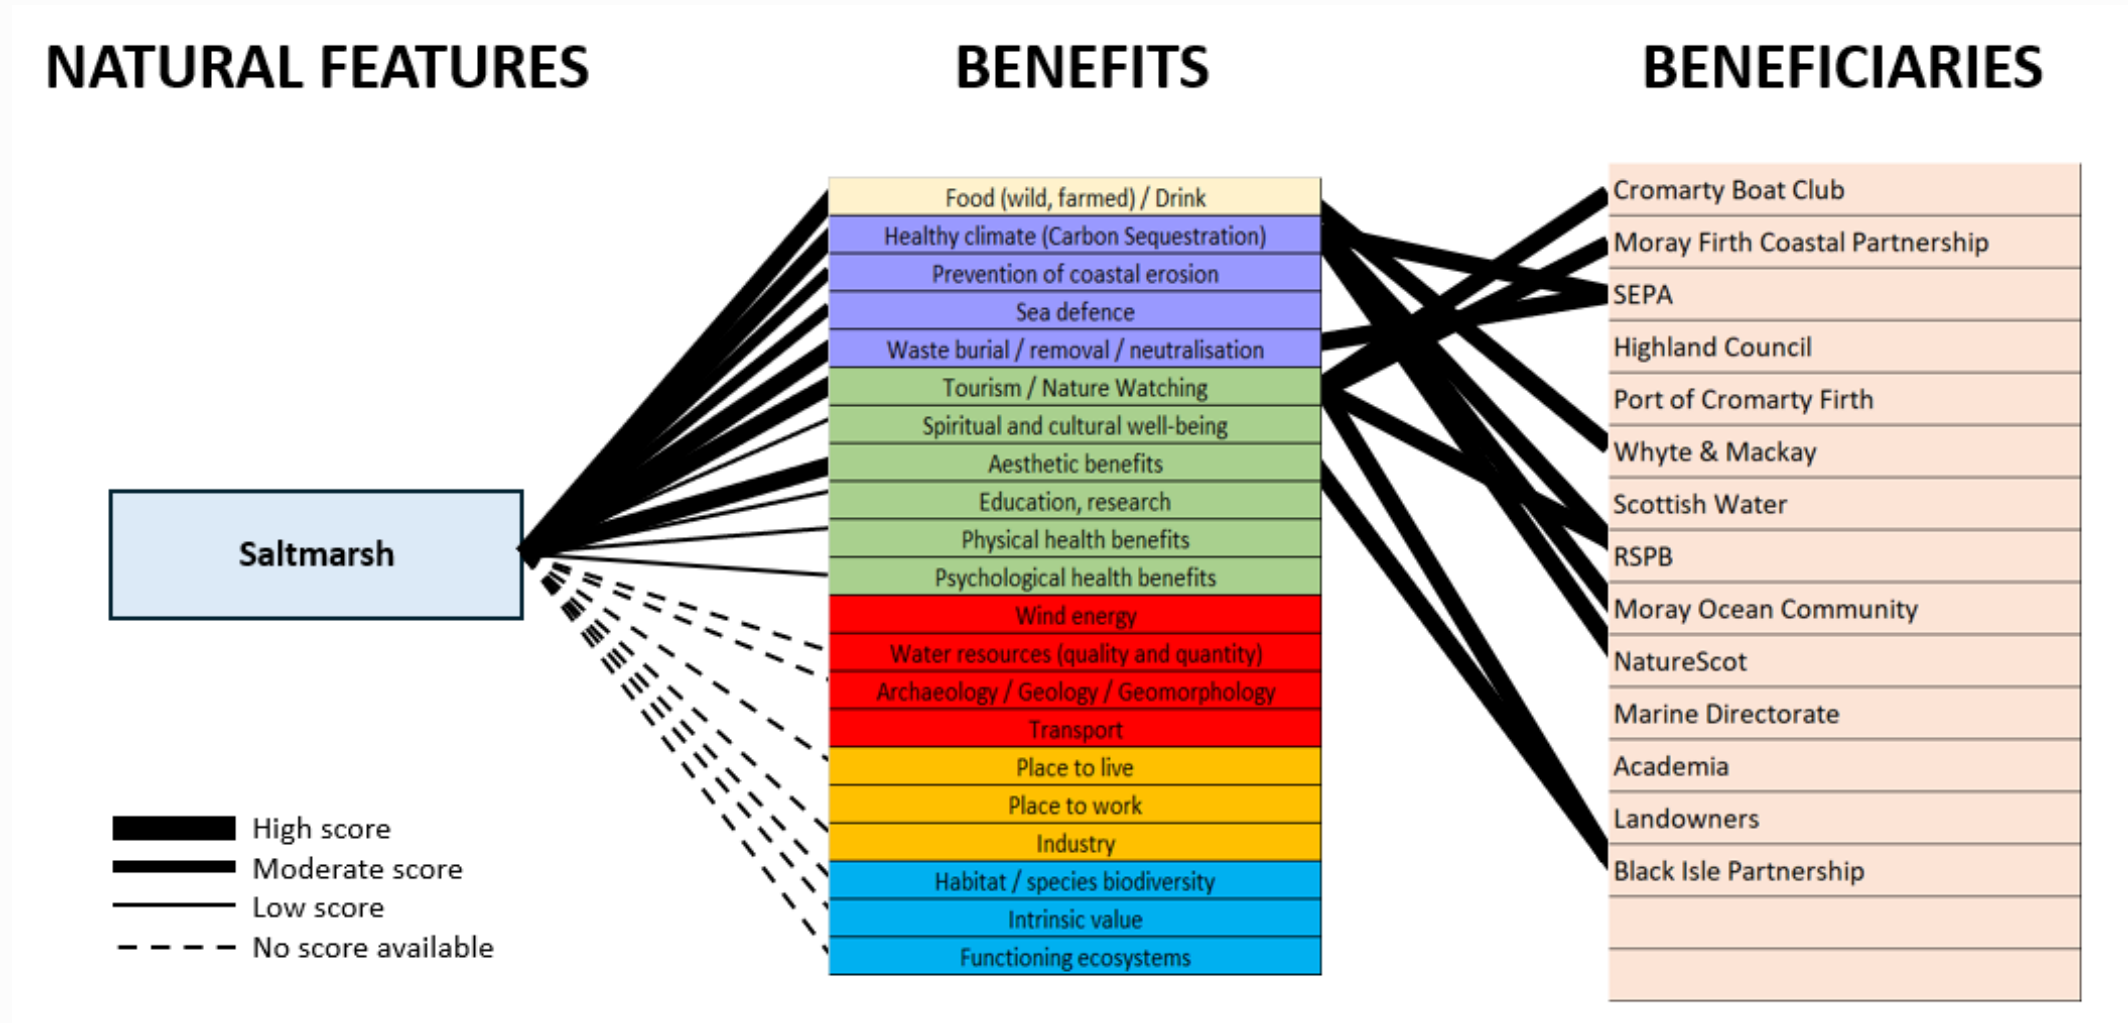 NATURAL FEATURES
BENEFITS
BENEFICIARIES
Saltmarsh
High score
Moderate score
Low score
No score available
Food (wild, farmed) / Drink
Healthy climate (Carbon Sequestration)
Prevention of coastal erosion
Sea defence
Waste burial / removal / neutralisation
Tourism / Nature Watching
Spiritual and cultural well-being
Aesthetic benefits
Education, research
Physical health benefits
Psychological health benefits
Wind energy
Water resources (quality and quantity)
Archaeology / Geology / Geomorphology
Transport
Place to live
Place to work
Industry
Habitat / species biodiversity
Intrinsic value
Functioning ecosystems
Cromarty Boat Club
Moray Firth Coastal Partnership
SEPA
Highland Council
Port of Cromarty Firth
Whyte & Mackay
Scottish Water
RSPB
Moray Ocean Community
NatureScot
Marine Directorate
Academia
Landowners
Black Isle Partnership